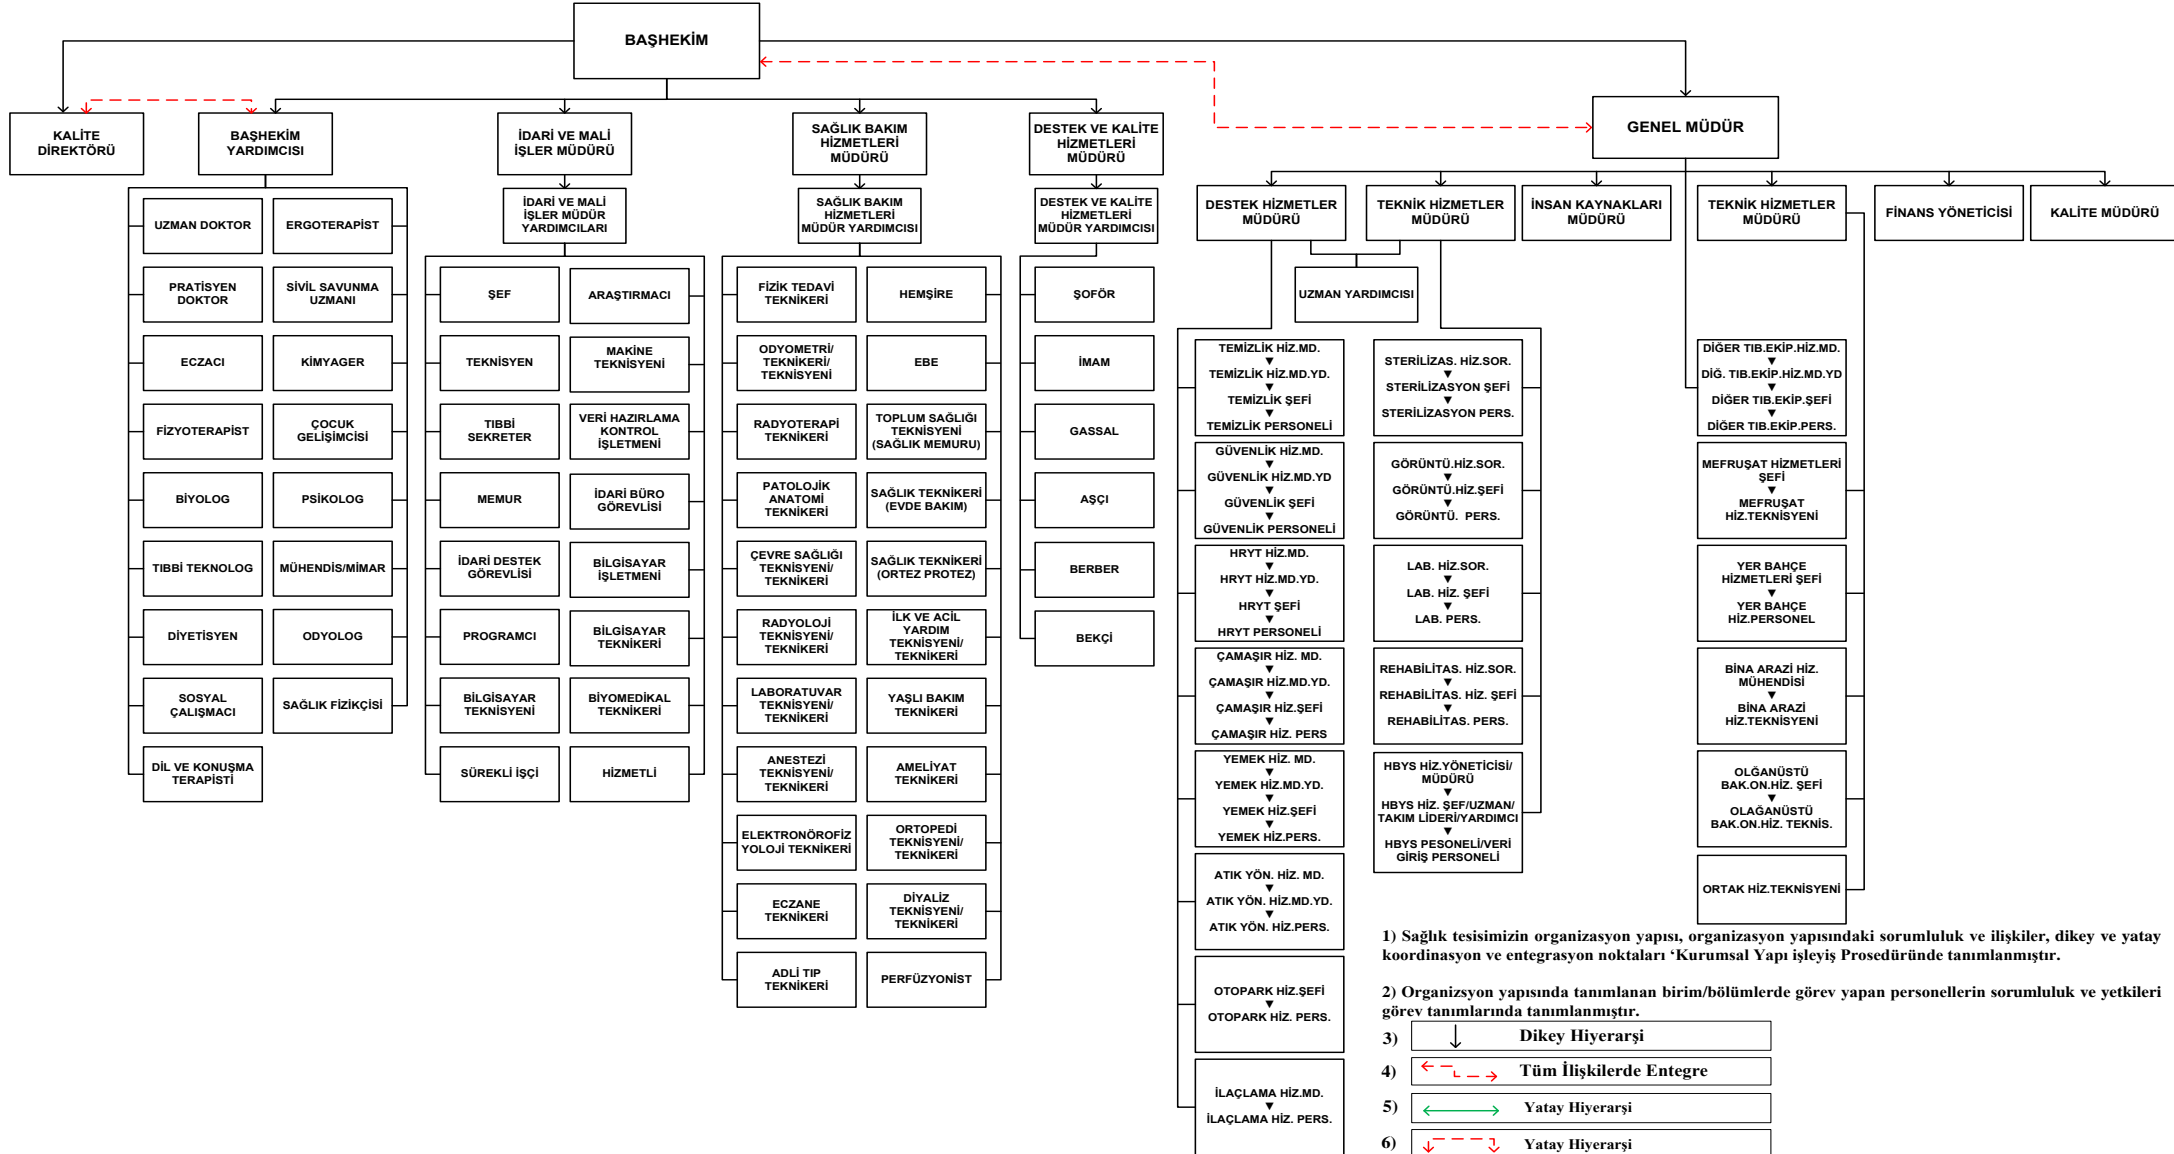 BAŞHEKİM
KALİTE
DİREKTÖRÜ
BAŞHEKİM
YARDIMCISI
İDARİ VE MALİ
İŞLER MÜDÜRÜ
SAĞLIK BAKIM
HİZMETLERİ
MÜDÜRÜ
DESTEK VE KALİTE
HİZMETLERİ
MÜDÜRÜ
GENEL MÜDÜR
UZMAN DOKTOR
ERGOTERAPİST
PRATİSYEN
DOKTOR
SİVİL SAVUNMA
UZMANI
ECZACI
KİMYAGER
FİZYOTERAPİST
ÇOCUK
GELİŞİMCİSİ
BİYOLOG
PSİKOLOG
TIBBİ TEKNOLOG
MÜHENDİS/MİMAR
DİYETİSYEN
ODYOLOG
SOSYAL
ÇALIŞMACI
SAĞLIK FİZİKÇİSİ
DİL VE KONUŞMA
TERAPİSTİ
İDARİ VE MALİ
İŞLER MÜDÜR
YARDIMCILARI
ŞEF
ARAŞTIRMACI
TEKNİSYEN
MAKİNE
TEKNİSYENİ
TIBBİ
SEKRETER
VERİ HAZIRLAMA
KONTROL
İŞLETMENİ
MEMUR
İDARİ BÜRO
GÖREVLİSİ
İDARİ DESTEK
GÖREVLİSİ
BİLGİSAYAR
İŞLETMENİ
PROGRAMCI
BİLGİSAYAR
TEKNİKERİ
BİLGİSAYAR
TEKNİSYENİ
BİYOMEDİKAL
TEKNİKERİ
SÜREKLİ İŞÇİ
HİZMETLİ
SAĞLIK BAKIM
HİZMETLERİ
MÜDÜR YARDIMCISI
FİZİK TEDAVİ
TEKNİKERİ
HEMŞİRE
ODYOMETRİ/
TEKNİKERİ/
TEKNİSYENİ
EBE
RADYOTERAPİ
TEKNİKERİ
TOPLUM SAĞLIĞI
TEKNİSYENİ
(SAĞLIK MEMURU)
PATOLOJİK
ANATOMİ
TEKNİKERİ
SAĞLIK TEKNİKERİ
(EVDE BAKIM)
ÇEVRE SAĞLIĞI
TEKNİSYENİ/
TEKNİKERİ
SAĞLIK TEKNİKERİ
(ORTEZ PROTEZ)
RADYOLOJİ
TEKNİSYENİ/
TEKNİKERİ
İLK VE ACİL
YARDIM
TEKNİSYENİ/
TEKNİKERİ
LABORATUVAR
TEKNİSYENİ/
TEKNİKERİ
YAŞLI BAKIM
TEKNİKERİ
ANESTEZİ
TEKNİSYENİ/
TEKNİKERİ
AMELİYAT
TEKNİKERİ
ELEKTRONÖROFİZ
YOLOJİ TEKNİKERİ
ORTOPEDİ
TEKNİSYENİ/
TEKNİKERİ
ECZANE
TEKNİKERİ
DİYALİZ
TEKNİSYENİ/
TEKNİKERİ
ADLİ TIP
TEKNİKERİ
PERFÜZYONİST
DESTEK VE KALİTE
HİZMETLERİ
MÜDÜR YARDIMCISI
ŞOFÖR
İMAM
GASSAL
AŞÇI
BERBER
BEKÇİ
DESTEK HİZMETLER
MÜDÜRÜ
TEKNİK HİZMETLER
MÜDÜRÜ
İNSAN KAYNAKLARI
MÜDÜRÜ
TEKNİK HİZMETLER
MÜDÜRÜ
FİNANS YÖNETİCİSİ
KALİTE MÜDÜRÜ
UZMAN YARDIMCISI
TEMİZLİK HİZ.MD.
▼
TEMİZLİK HİZ.MD.YD.
▼
TEMİZLİK ŞEFİ
▼
TEMİZLİK PERSONELİ
GÜVENLİK HİZ.MD.
▼
GÜVENLİK HİZ.MD.YD
▼
GÜVENLİK ŞEFİ
▼
GÜVENLİK PERSONELİ
HRYT HİZ.MD.
▼
HRYT HİZ.MD.YD.
▼
HRYT ŞEFİ
▼
HRYT PERSONELİ
ÇAMAŞIR HİZ. MD.
▼
ÇAMAŞIR HİZ.MD.YD.
▼
ÇAMAŞIR HİZ.ŞEFİ
▼
ÇAMAŞIR HİZ. PERS
YEMEK HİZ. MD.
▼
YEMEK HİZ.MD.YD.
▼
YEMEK HİZ.ŞEFİ
▼
YEMEK HİZ.PERS.
ATIK YÖN. HİZ. MD.
▼
ATIK YÖN. HİZ.MD.YD.
▼
ATIK YÖN. HİZ.PERS.
OTOPARK HİZ.ŞEFİ
▼
OTOPARK HİZ. PERS.
İLAÇLAMA HİZ.MD.
▼
İLAÇLAMA HİZ. PERS.
STERİLİZAS. HİZ.SOR.
▼
STERİLİZASYON ŞEFİ
▼
STERİLİZASYON PERS.
GÖRÜNTÜ.HİZ.SOR.
▼
GÖRÜNTÜ.HİZ.ŞEFİ
▼
GÖRÜNTÜ. PERS.
LAB. HİZ.SOR.
▼
LAB. HİZ. ŞEFİ
▼
LAB. PERS.
REHABİLİTAS. HİZ.SOR.
▼
REHABİLİTAS. HİZ. ŞEFİ
▼
REHABİLİTAS. PERS.
HBYS HİZ.YÖNETİCİSİ/
MÜDÜRÜ
▼
HBYS HİZ. ŞEF/UZMAN/
TAKIM LİDERİ/YARDIMCI
▼
HBYS PESONELİ/VERİ
GİRİŞ PERSONELİ
DİĞER TIB.EKİP.HİZ.MD.
▼
DİĞ. TIB.EKİP.HİZ.MD.YD
▼
DİĞER TIB.EKİP.ŞEFİ
▼
DİĞER TIB.EKİP.PERS.
MEFRUŞAT HİZMETLERİ
ŞEFİ
▼
MEFRUŞAT
HİZ.TEKNİSYENİ
YER BAHÇE
HİZMETLERİ ŞEFİ
▼
YER BAHÇE
HİZ.PERSONEL
BİNA ARAZİ HİZ.
MÜHENDİSİ
▼
BİNA ARAZİ
HİZ.TEKNİSYENİ
OLĞANÜSTÜ
BAK.ON.HİZ. ŞEFİ
▼
OLAĞANÜSTÜ
BAK.ON.HİZ. TEKNİS.
ORTAK HİZ.TEKNİSYENİ
1) Sağlık tesisimizin organizasyon yapısı, organizasyon yapısındaki sorumluluk ve ilişkiler, dikey ve yatay
koordinasyon ve entegrasyon noktaları ‘Kurumsal Yapı işleyiş Prosedüründe tanımlanmıştır.
2) Organizsyon yapısında tanımlanan birim/bölümlerde görev yapan personellerin sorumluluk ve yetkileri
görev tanımlarında tanımlanmıştır.
3) Dikey Hiyerarşi
4) Tüm İlişkilerde Entegre
5) Yatay Hiyerarşi
6) Yatay Hiyerarşi